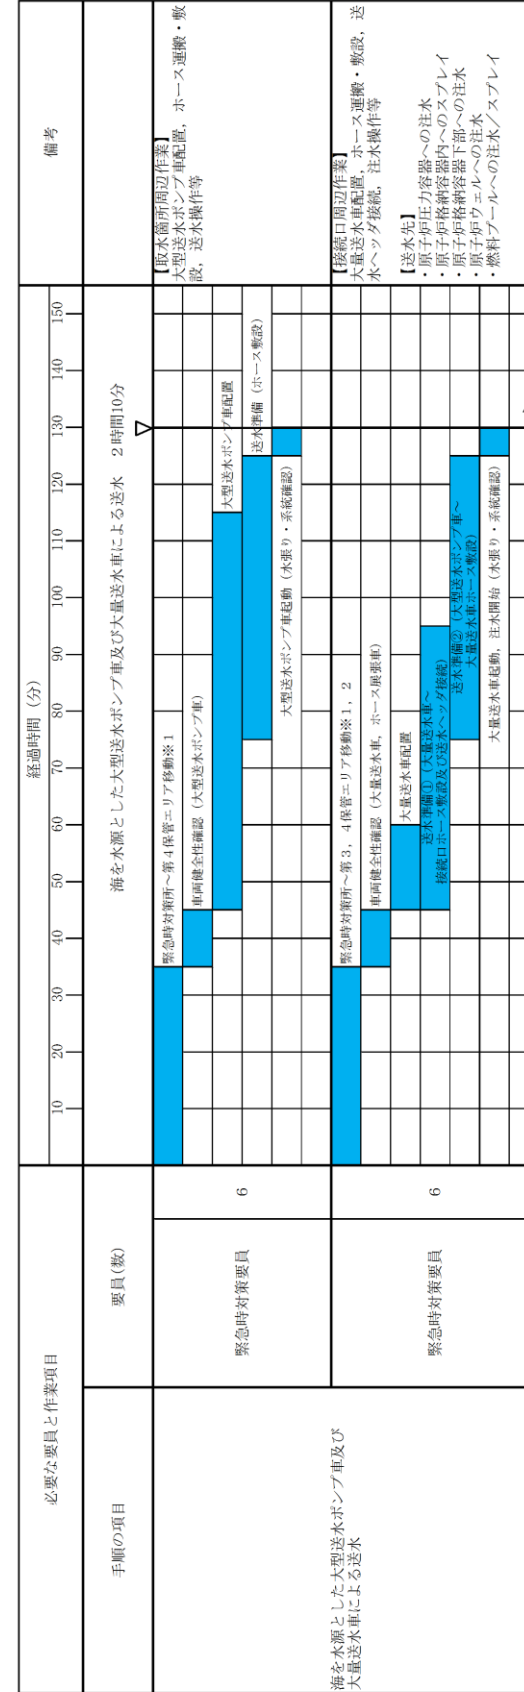 必要な要員と作業項目
経過時間（分）
備考
10
20
30
40
50
60
70
80
90
100
110
120
130
140
150
手順の項目
要員(数)
海を水源とした大型送水ポンプ車及び大量送水車による送水　２時間10分
海を水源とした大型送水ポンプ車及び
大量送水車による送水
緊急時対策要員
6
緊急時対策所～第４保管エリア移動※１
車両健全性確認（大型送水ポンプ車）
大型送水ポンプ車配置
送水準備（ホース敷設）
大型送水ポンプ車起動（水張り・系統確認）
【取水箇所周辺作業】
大型送水ポンプ車配置，ホース運搬・敷
設，送水操作等
緊急時対策要員
6
緊急時対策所～第３，４保管エリア移動※１，２
車両健全性確認（大量送水車，ホース展張車）
大量送水車配置
送水準備①（大量送水車～
接続口ホース敷設及び送水ヘッダ接続）
送水準備②（大型送水ポンプ車～
大量送水車ホース敷設）
大量送水車起動，注水開始（水張り・系統確認）
【接続口周辺作業】
大量送水車配置，ホース運搬・敷設，送
水ヘッダ接続，注水操作等
【送水先】
・原子炉圧力容器への注水
・原子炉格納容器内へのスプレイ
・原子炉格納容器下部への注水
・原子炉ウェルへの注水
・燃料プールへの注水／スプレイ